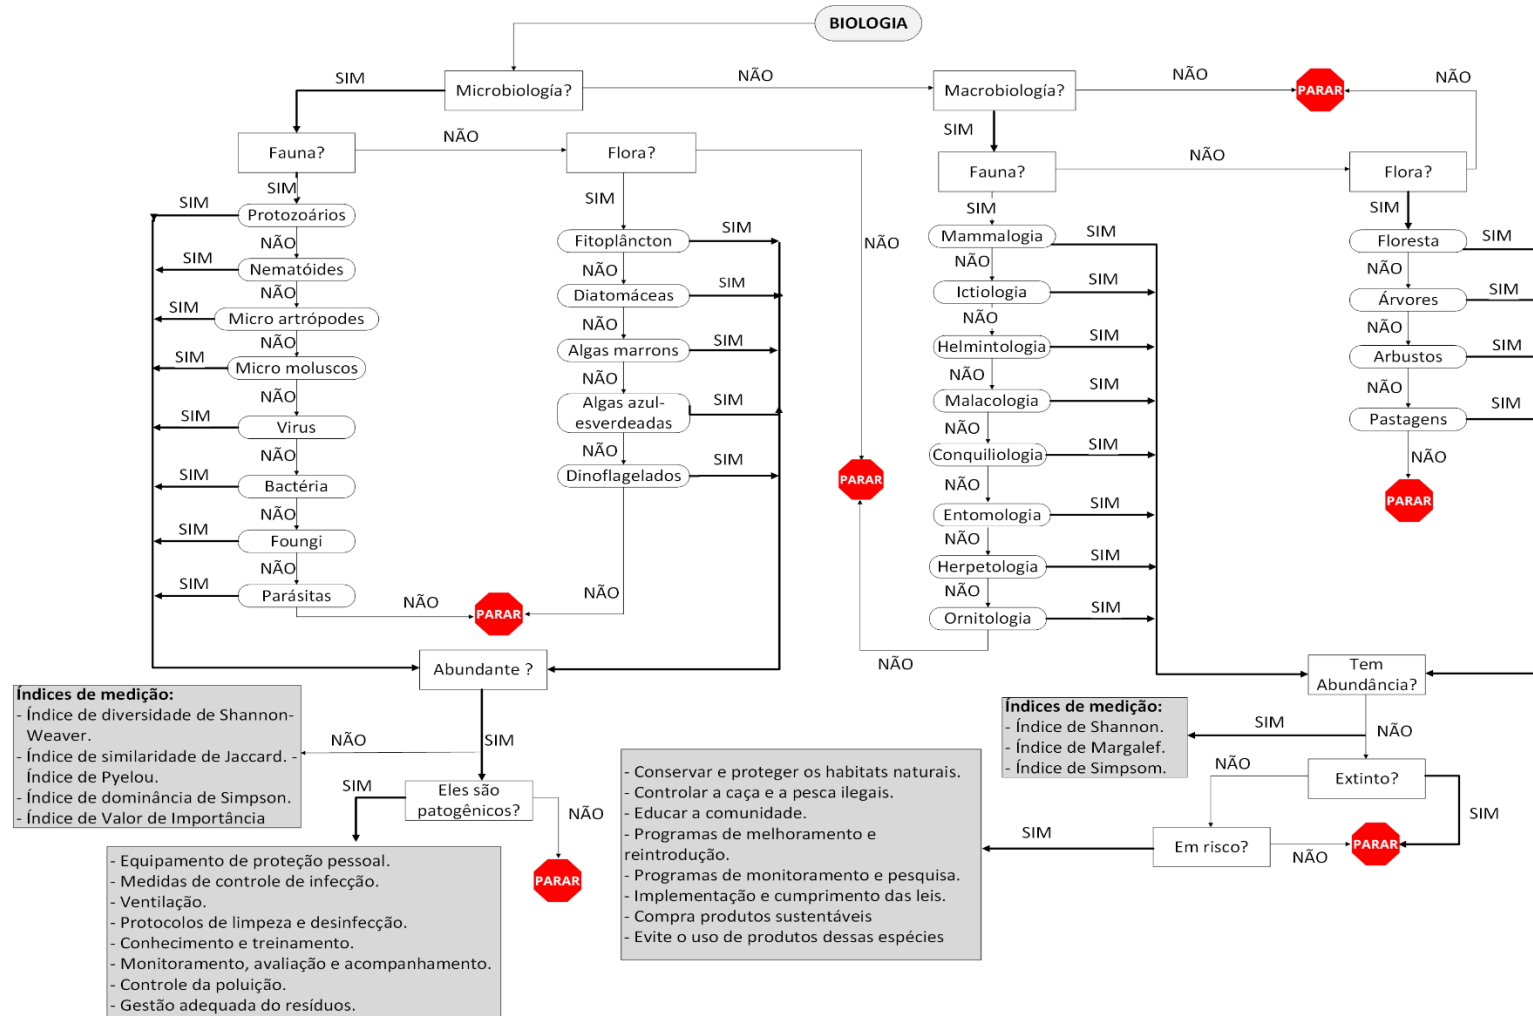 BIOLOGIA
SIM
Microbiología?
NÃO
Macrobiología?
NÃO
PARAR
NÃO
Fauna?
NÃO
Flora?
SIM
Fauna?
NÃO
Flora?
SIM
SIM
Protozoários
NÃO
SIM
Nematóides
NÃO
SIM
Micro artrópodes
NÃO
SIM
Micro moluscos
NÃO
SIM
Virus
NÃO
SIM
Bactéria
NÃO
SIM
Foungi
NÃO
SIM
Parásitas
NÃO
PARAR
SIM
Fitoplâncton
SIM
NÃO
Diatomáceas
SIM
NÃO
Algas marrons
SIM
NÃO
Algas azul-
esverdeadas
SIM
NÃO
Dinoflagelados
SIM
NÃO
NÃO
PARAR
SIM
Mammalogia
SIM
NÃO
Ictiologia
SIM
NÃO
Helmintologia
SIM
NÃO
Malacologia
SIM
NÃO
Conquiliologia
SIM
NÃO
Entomologia
SIM
NÃO
Herpetologia
SIM
NÃO
Ornitologia
SIM
NÃO
SIM
Floresta
SIM
NÃO
Árvores
SIM
NÃO
Arbustos
SIM
NÃO
Pastagens
SIM
NÃO
PARAR
Abundante ?
NÃO
SIM
Índices de medição:
- Índice de diversidade de Shannon-
Weaver.
- Índice de similaridade de Jaccard. -
Índice de Pyelou.
- Índice de dominância de Simpson.
- Índice de Valor de Importância
SIM
Eles são
patogênicos?
NÃO
PARAR
- Equipamento de proteção pessoal.
- Medidas de controle de infecção.
- Ventilação.
- Protocolos de limpeza e desinfecção.
- Conhecimento e treinamento.
- Monitoramento, avaliação e acompanhamento.
- Controle da poluição.
- Gestão adequada do resíduos.
Tem
Abundância?
SIM
NÃO
Índices de medição:
- Índice de Shannon.
- Índice de Margalef.
- Índice de Simpsom.
Extinto?
NÃO
SIM
Em risco?
NÃO
PARAR
SIM
- Conservar e proteger os habitats naturais.
- Controlar a caça e a pesca ilegais.
- Educar a comunidade.
- Programas de melhoramento e
reintrodução.
- Programas de monitoramento e pesquisa.
- Implementação e cumprimento das leis.
- Compra produtos sustentáveis
- Evite o uso de produtos dessas espécies